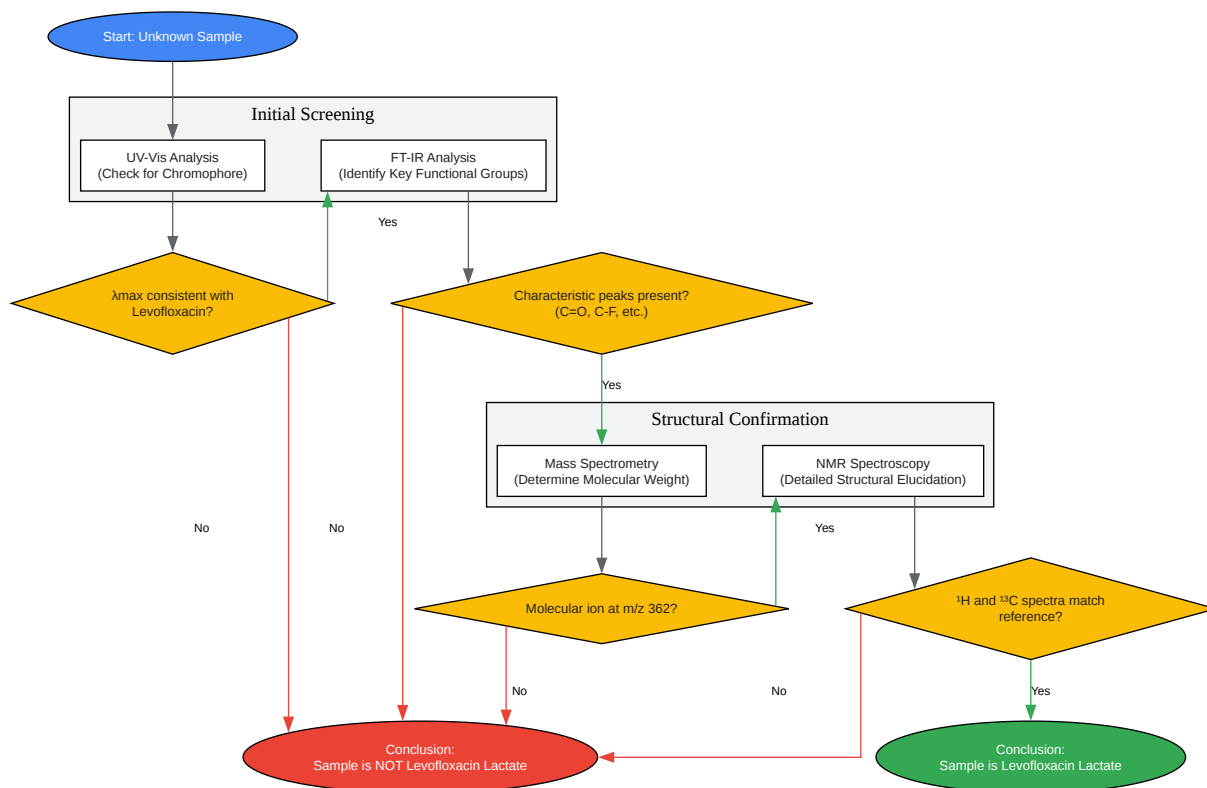 Start: Unknown Sample
Initial Screening
UV-Vis Analysis
(Check for Chromophore)
FT-IR Analysis
(Identify Key Functional Groups)
Yes
λmax consistent with
Levofloxacin?
Characteristic peaks present?
(C=O, C-F, etc.)
Yes
Structural Confirmation
Mass Spectrometry
(Determine Molecular Weight)
NMR Spectroscopy
(Detailed Structural Elucidation)
No
No
Yes
Molecular ion at m/z 362?
¹H and ¹³C spectra match
reference?
No
No
Yes
Conclusion:
Sample is NOT Levofloxacin Lactate
Conclusion:
Sample is Levofloxacin Lactate